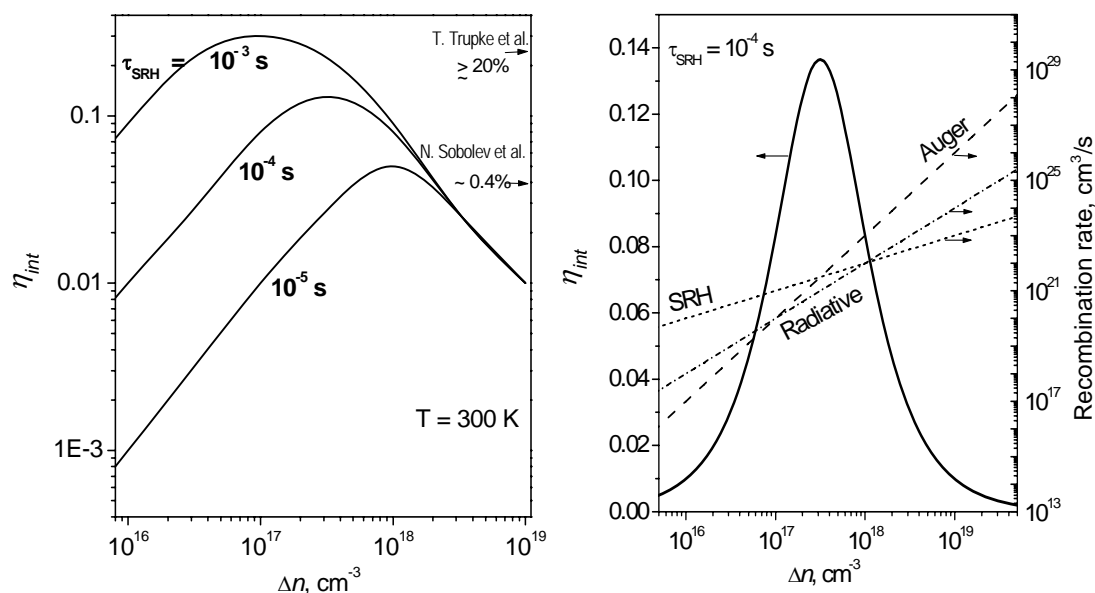 τSRH = 10⁻³ s
10⁻⁴ s
10⁻⁵ s
T. Trupke et al.
≳ 20%
N. Sobolev et al.
~ 0.4%
T = 300 K
0.1
0.01
1E-3
ηint
10¹⁶ 10¹⁷ 10¹⁸ 10¹⁹
Δn, cm⁻³
τSRH = 10⁻⁴ s
Auger
SRH
Radiative
0.14
0.12
0.10
0.08
0.06
0.04
0.02
0.00
ηint
10²⁹
10²⁵
10²¹
10¹⁷
10¹³
Recombination rate, cm³/s
10¹⁶ 10¹⁷ 10¹⁸ 10¹⁹
Δn, cm⁻³